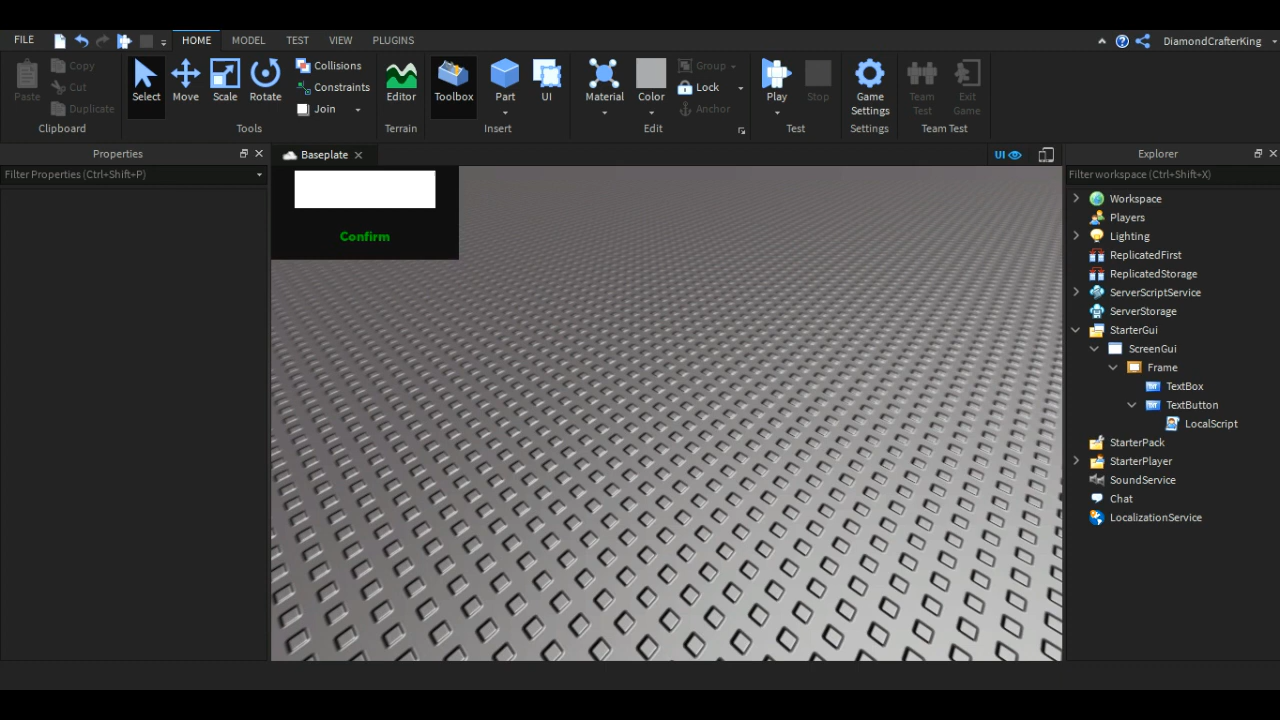 FILE HOME MODEL TEST VIEW PLUGINS DiamondCrafterKing
Paste Copy Cut Duplicate Select Move Scale Rotate Collisions Constraints Join Editor Toolbox Part UI Material Color Group Lock Anchor Play Stop Game Settings Team Test Exit Game
Clipboard Tools Terrain Insert Edit Test Settings Team Test
Properties
Filter Properties (Ctrl+Shift+P)
Baseplate
UI
Confirm
Explorer
Filter workspace (Ctrl+Shift+X)
Workspace
Players
Lighting
ReplicatedFirst
ReplicatedStorage
ServerScriptService
ServerStorage
StarterGui
ScreenGui
Frame
TextBox
TextButton
LocalScript
StarterPack
StarterPlayer
SoundService
Chat
LocalizationService